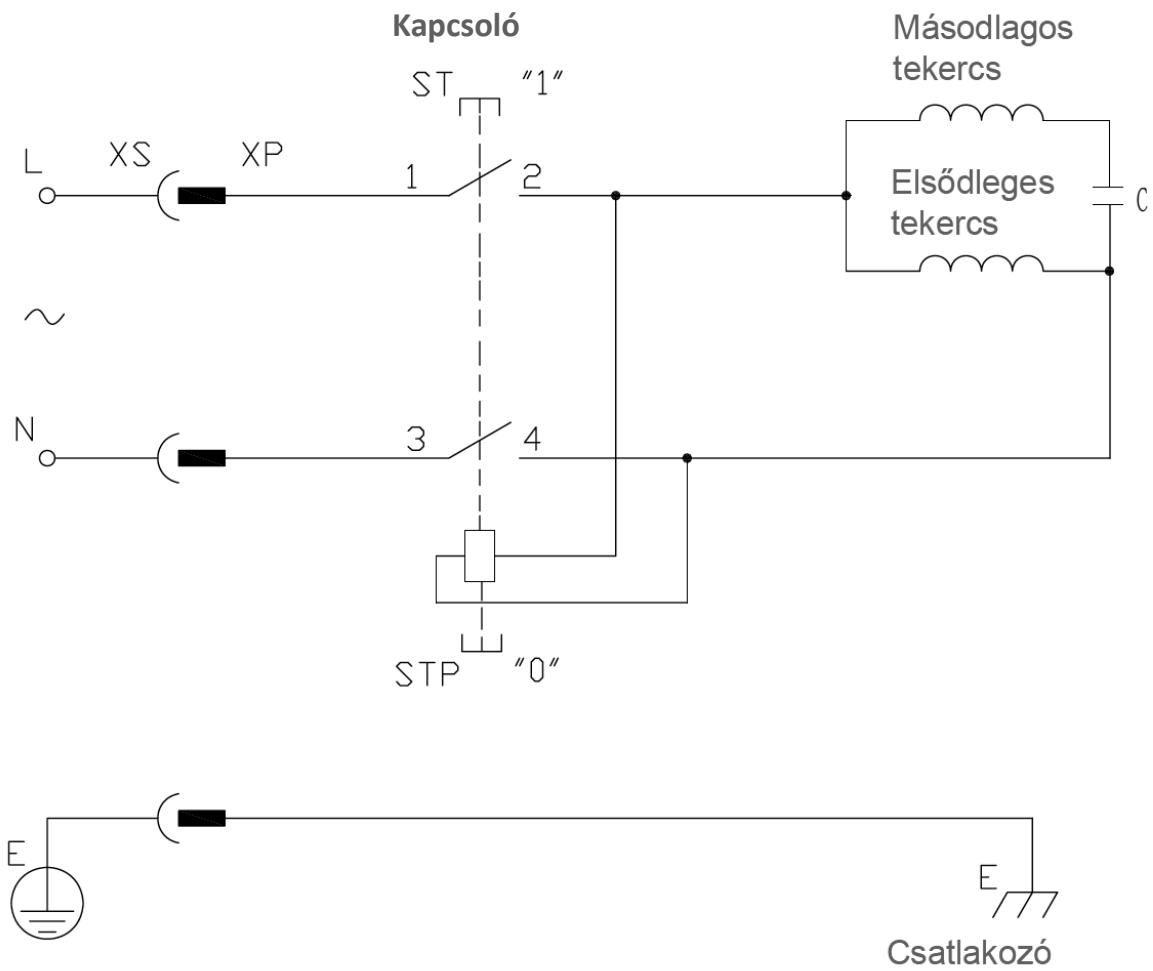 Kapcsoló
Másodlagos
tekercs
ST "1"
L XS XP 1 2
Elsődleges
tekercs
C
N 3 4
STP "0"
E
E
Csatlakozó